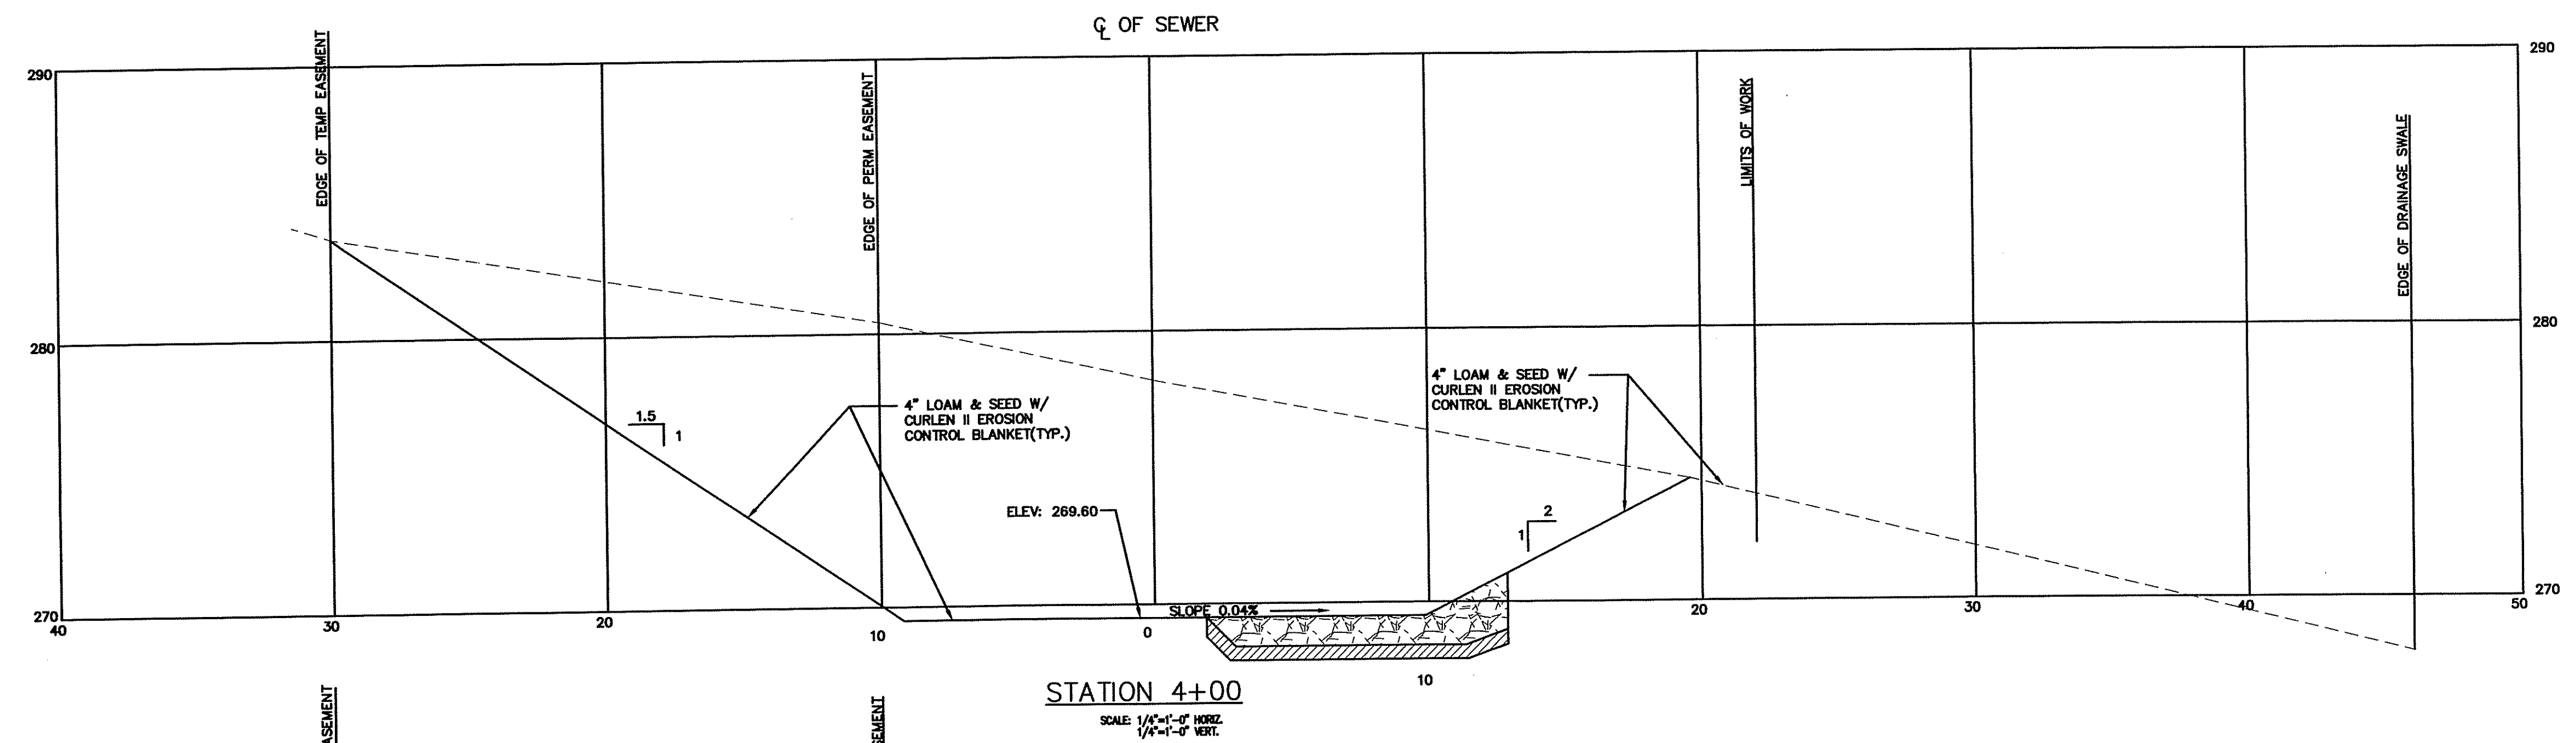 ℄ OF SEWER
290
290
EDGE OF TEMP EASEMENT
EDGE OF PERM EASEMENT
LIMITS OF WORK
EDGE OF DRAINAGE SWALE
280
280
4" LOAM & SEED W/
CURLEN II EROSION
CONTROL BLANKET(TYP.)
4" LOAM & SEED W/
CURLEN II EROSION
CONTROL BLANKET(TYP.)
1.5
1
ELEV: 269.60
2
1
SLOPE 0.04%
270
270
40
30
20
10
0
10
20
30
40
50
STATION 4+00
SCALE: 1/4"=1'-0" HORIZ.
1/4"=1'-0" VERT.
ASEMENT
SEMENT